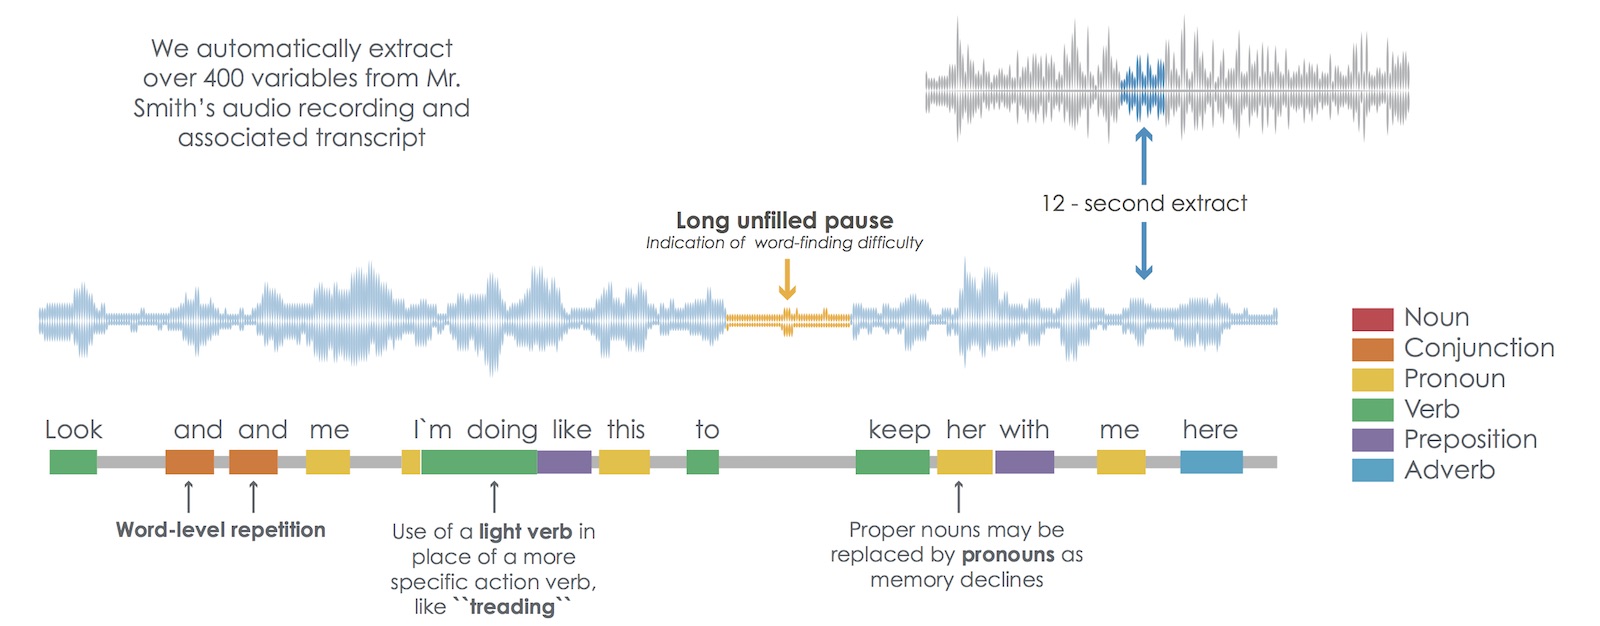 We automatically extract
over 400 variables from Mr.
Smith's audio recording and
associated transcript
12 - second extract
Long unfilled pause
Indication of word-finding difficulty
Noun
Conjunction
Pronoun
Verb
Preposition
Adverb
Look and and me I`m doing like this to keep her with me here
Word-level repetition
Use of a light verb in
place of a more
specific action verb,
like ``treading``
Proper nouns may be
replaced by pronouns as
memory declines